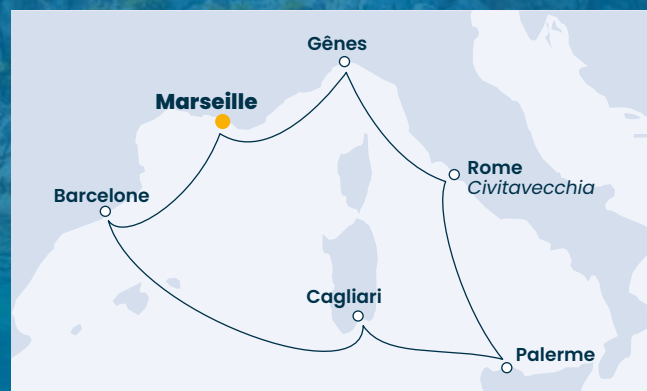 Gênes
Marseille
Rome
Civitavecchia
Barcelone
Cagliari
Palerme